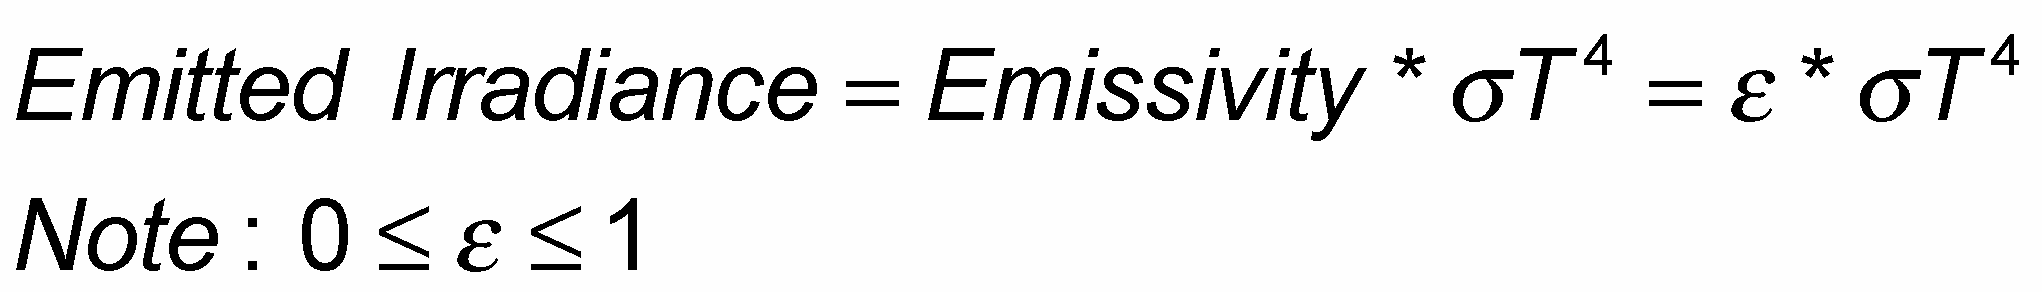 Emitted Irradiance = Emissivity * σT⁴ = ε * σT⁴
Note : 0 ≤ ε ≤ 1